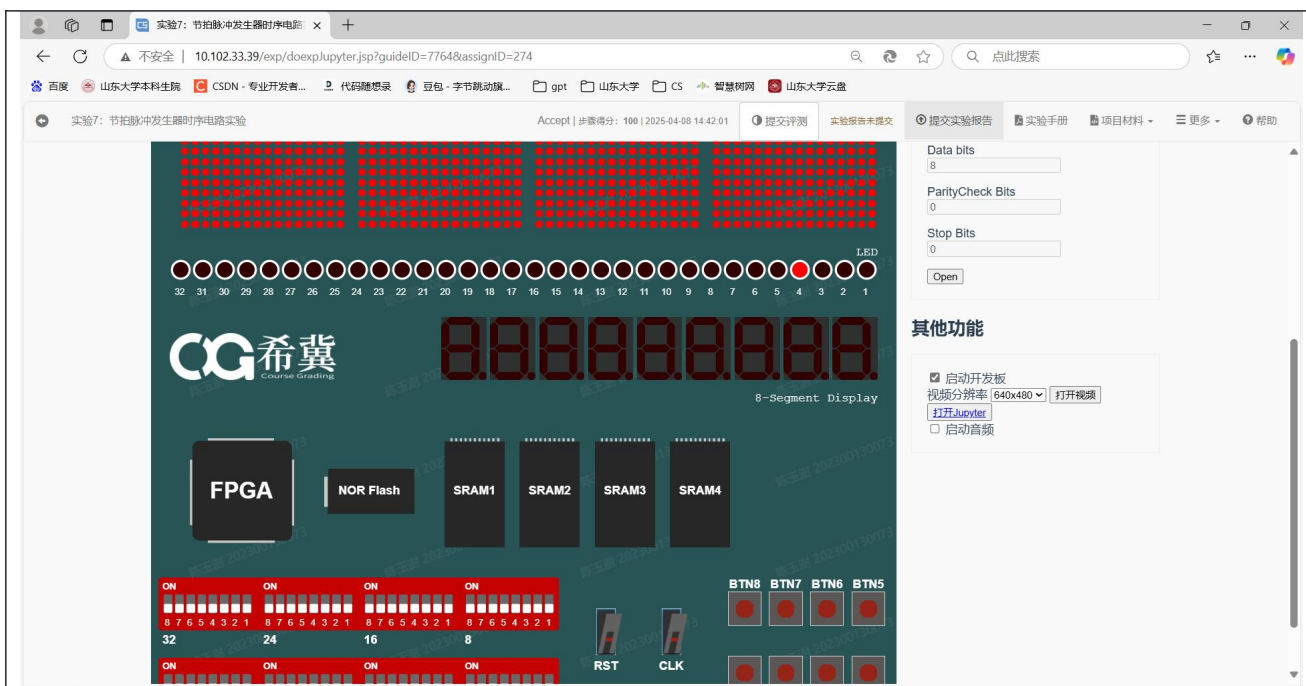 实验7：节拍脉冲发生器时序电路
不安全 | 10.102.33.39/exp/doexpJupyter.jsp?guideID=7764&assignID=274
点此搜索
百度 山东大学本科生院 CSDN - 专业开发者... 代码随想录 豆包 - 字节跳动旗... gpt 山东大学 CS 智慧树网 山东大学云盘
实验7：节拍脉冲发生器时序电路实验 Accept | 步骤得分：100 | 2025-04-08 14:42:01 提交评测 实验报告未提交 提交实验报告 实验手册 项目材料 更多 帮助
Data bits
8
ParityCheck Bits
0
Stop Bits
0
Open
LED
32 31 30 29 28 27 26 25 24 23 22 21 20 19 18 17 16 15 14 13 12 11 10 9 8 7 6 5 4 3 2 1
CG希冀
Course Grading
8-Segment Display
其他功能
启动开发板
视频分辨率 640x480 打开视频
打开Jupyter
启动音频
FPGA NOR Flash SRAM1 SRAM2 SRAM3 SRAM4
BTN8 BTN7 BTN6 BTN5
ON ON ON ON
8 7 6 5 4 3 2 1 8 7 6 5 4 3 2 1 8 7 6 5 4 3 2 1 8 7 6 5 4 3 2 1
32 24 16 8
RST CLK
ON ON ON ON